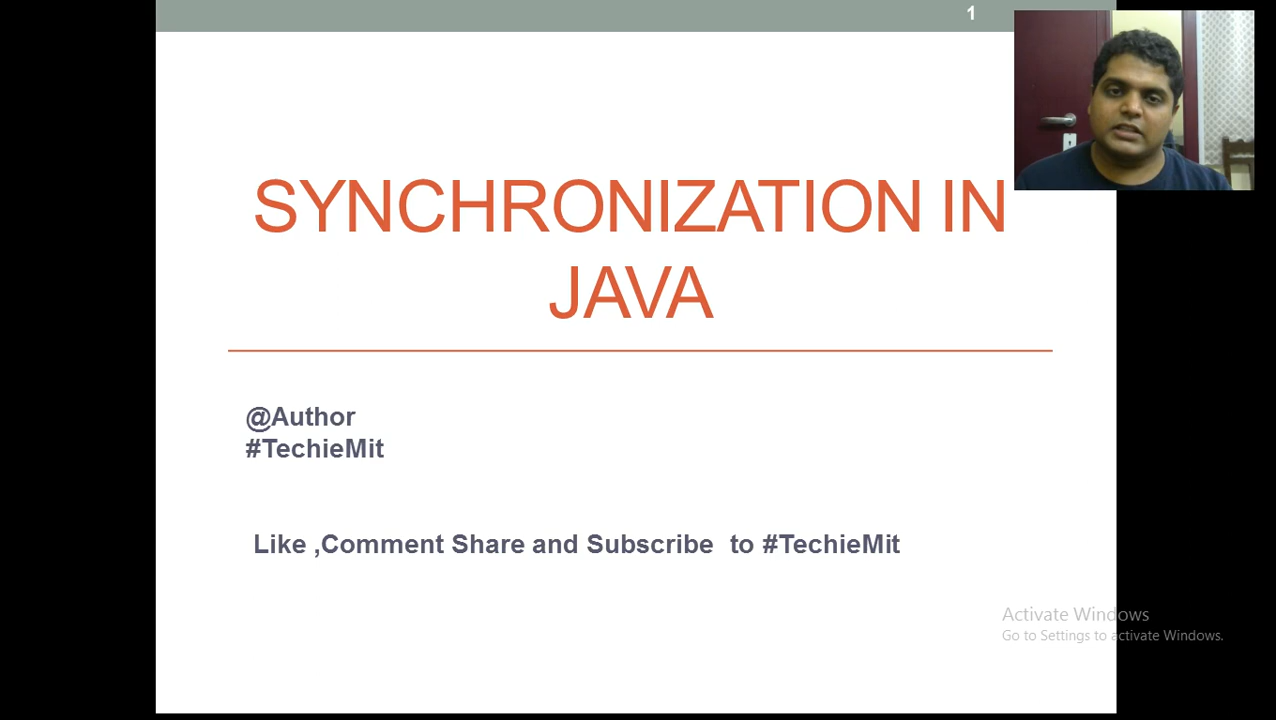 1
SYNCHRONIZATION IN
JAVA
@Author
#TechieMit
Like ,Comment Share and Subscribe to #TechieMit
Activate Windows
Go to Settings to activate Windows.